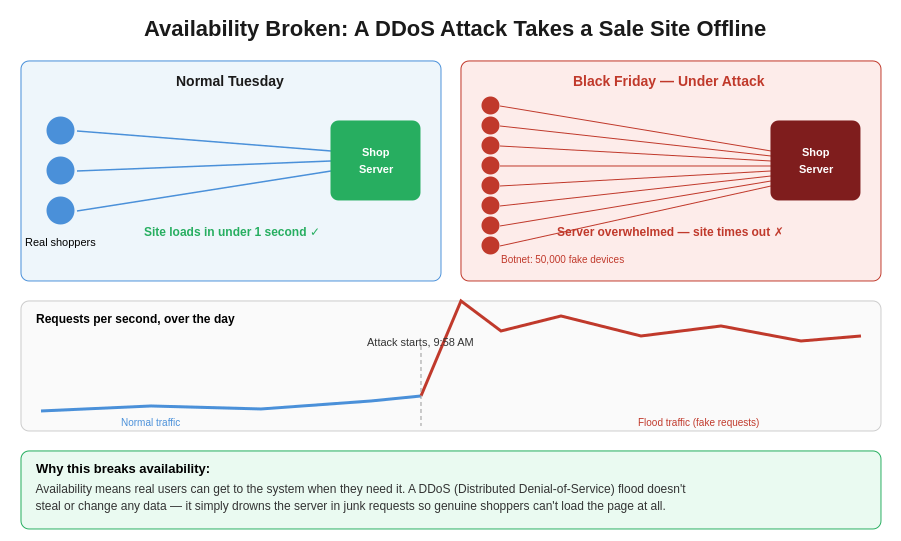 Availability Broken: A DDoS Attack Takes a Sale Site Offline
Normal Tuesday
Shop
Server
Site loads in under 1 second ✓
Real shoppers
Black Friday — Under Attack
Shop
Server
Server overwhelmed — site times out ✗
Botnet: 50,000 fake devices
Requests per second, over the day
Attack starts, 9:58 AM
Normal traffic
Flood traffic (fake requests)
Why this breaks availability:
Availability means real users can get to the system when they need it. A DDoS (Distributed Denial-of-Service) flood doesn't
steal or change any data — it simply drowns the server in junk requests so genuine shoppers can't load the page at all.